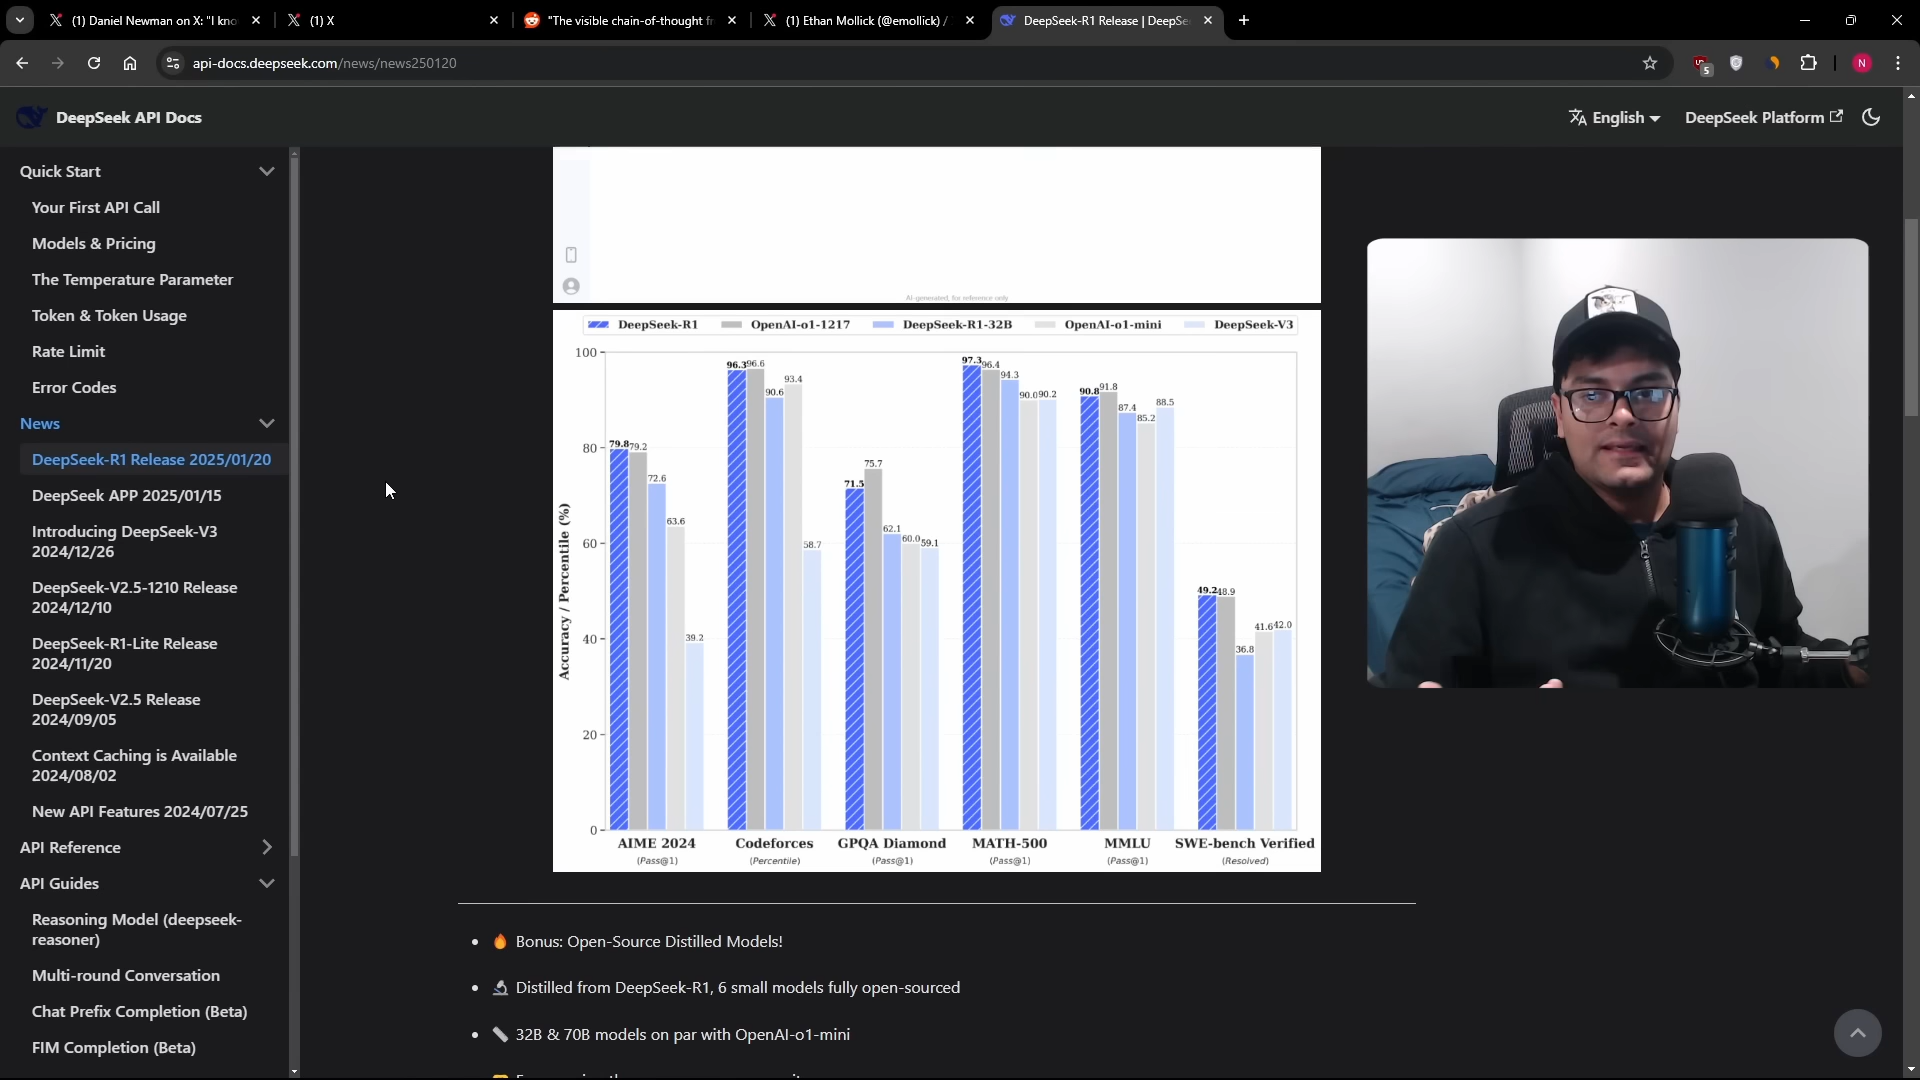 (1) Daniel Newman on X: "I kno
(1) X
"The visible chain-of-thought f
(1) Ethan Mollick (@emollick) /
DeepSeek-R1 Release | DeepSe
api-docs.deepseek.com/news/news250120
5
N
DeepSeek API Docs
English
DeepSeek Platform
Quick Start
Your First API Call
Models & Pricing
The Temperature Parameter
Token & Token Usage
Rate Limit
Error Codes
News
DeepSeek-R1 Release 2025/01/20
DeepSeek APP 2025/01/15
Introducing DeepSeek-V3
2024/12/26
DeepSeek-V2.5-1210 Release
2024/12/10
DeepSeek-R1-Lite Release
2024/11/20
DeepSeek-V2.5 Release
2024/09/05
Context Caching is Available
2024/08/02
New API Features 2024/07/25
API Reference
API Guides
Reasoning Model (deepseek-
reasoner)
Multi-round Conversation
Chat Prefix Completion (Beta)
FIM Completion (Beta)
AI-generated, for reference only
DeepSeek-R1 OpenAI-o1-1217 DeepSeek-R1-32B OpenAI-o1-mini DeepSeek-V3
Accuracy / Percentile (%)
100
80
60
40
20
0
79.8 79.2 72.6 63.6 39.2
96.3 96.6 90.6 93.4 58.7
71.5 75.7 62.1 60.0 59.1
97.3 96.4 94.3 90.0 90.2
90.8 91.8 87.4 85.2 88.5
49.2 48.9 36.8 41.6 42.0
AIME 2024 Codeforces GPQA Diamond MATH-500 MMLU SWE-bench Verified
(Pass@1) (Percentile) (Pass@1) (Pass@1) (Pass@1) (Resolved)
Bonus: Open-Source Distilled Models!
Distilled from DeepSeek-R1, 6 small models fully open-sourced
32B & 70B models on par with OpenAI-o1-mini